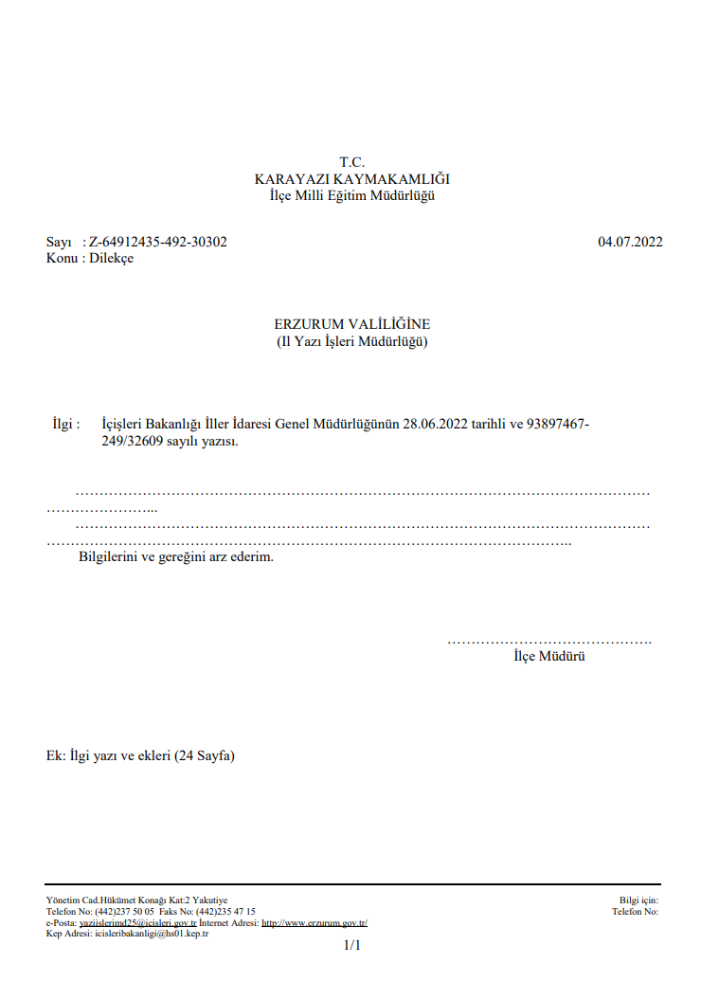 T.C.
KARAYAZI KAYMAKAMLIĞI
İlçe Milli Eğitim Müdürlüğü
Sayı : Z-64912435-492-30302 04.07.2022
Konu : Dilekçe
ERZURUM VALİLİĞİNE
(Il Yazı İşleri Müdürlüğü)
İlgi : İçişleri Bakanlığı İller İdaresi Genel Müdürlüğünün 28.06.2022 tarihli ve 93897467-
249/32609 sayılı yazısı.
…………………………………………………………………………………………………………
…………………...
…………………………………………………………………………………………………………
………………………………………………………………………………………………..
Bilgilerini ve gereğini arz ederim.
…………………………………….
İlçe Müdürü
Ek: İlgi yazı ve ekleri (24 Sayfa)
Yönetim Cad.Hükümet Konağı Kat:2 Yakutiye Bilgi için:
Telefon No: (442)237 50 05 Faks No: (442)235 47 15 Telefon No:
e-Posta: yaziislerimd25@icisleri.gov.tr İnternet Adresi: http://www.erzurum.gov.tr/
Kep Adresi: icisleribakanligi@hs01.kep.tr
1/1